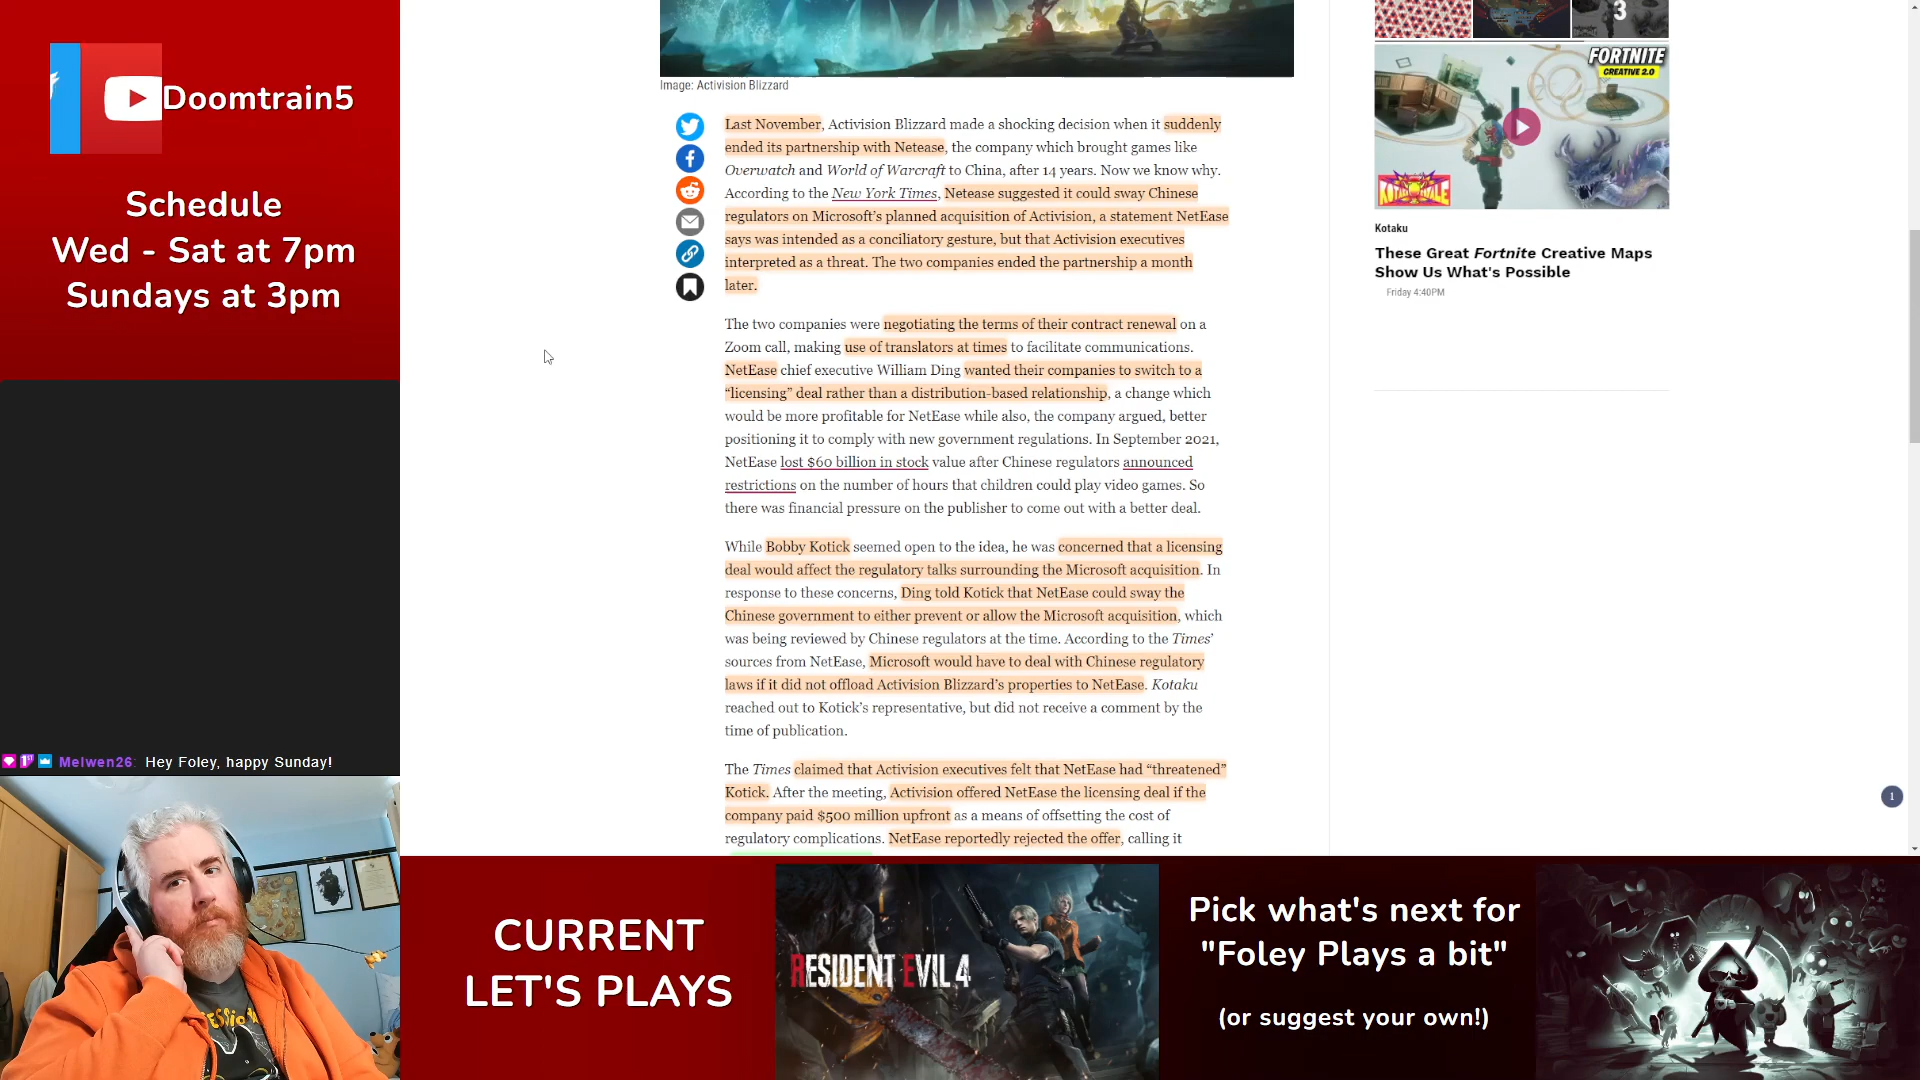 Doomtrain5
Schedule
Wed - Sat at 7pm
Sundays at 3pm
Melwen26: Hey Foley, happy Sunday!
Image: Activision Blizzard
Last November, Activision Blizzard made a shocking decision when it suddenly
ended its partnership with Netease, the company which brought games like
Overwatch and World of Warcraft to China, after 14 years. Now we know why.
According to the New York Times, Netease suggested it could sway Chinese
regulators on Microsoft's planned acquisition of Activision, a statement NetEase
says was intended as a conciliatory gesture, but that Activision executives
interpreted as a threat. The two companies ended the partnership a month
later.
The two companies were negotiating the terms of their contract renewal on a
Zoom call, making use of translators at times to facilitate communications.
NetEase chief executive William Ding wanted their companies to switch to a
“licensing” deal rather than a distribution-based relationship, a change which
would be more profitable for NetEase while also, the company argued, better
positioning it to comply with new government regulations. In September 2021,
NetEase lost $60 billion in stock value after Chinese regulators announced
restrictions on the number of hours that children could play video games. So
there was financial pressure on the publisher to come out with a better deal.
While Bobby Kotick seemed open to the idea, he was concerned that a licensing
deal would affect the regulatory talks surrounding the Microsoft acquisition. In
response to these concerns, Ding told Kotick that NetEase could sway the
Chinese government to either prevent or allow the Microsoft acquisition, which
was being reviewed by Chinese regulators at the time. According to the Times’
sources from NetEase, Microsoft would have to deal with Chinese regulatory
laws if it did not offload Activision Blizzard’s properties to NetEase. Kotaku
reached out to Kotick’s representative, but did not receive a comment by the
time of publication.
The Times claimed that Activision executives felt that NetEase had “threatened”
Kotick. After the meeting, Activision offered NetEase the licensing deal if the
company paid $500 million upfront as a means of offsetting the cost of
regulatory complications. NetEase reportedly rejected the offer, calling it
3
FORTNITE
CREATIVE 2.0
Kotaku
These Great Fortnite Creative Maps
Show Us What's Possible
Friday 4:40PM
1
CURRENT
LET'S PLAYS
RESIDENT EVIL 4
Pick what's next for
"Foley Plays a bit"
(or suggest your own!)